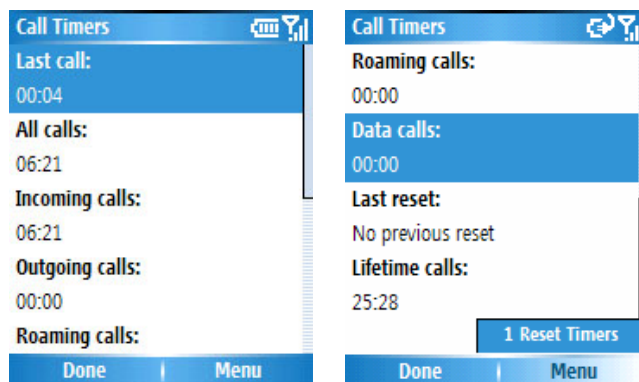 Call Timers
Last call:
00:04
All calls:
06:21
Incoming calls:
06:21
Outgoing calls:
00:00
Roaming calls:
Done Menu
Call Timers
Roaming calls:
00:00
Data calls:
00:00
Last reset:
No previous reset
Lifetime calls:
25:28
1 Reset Timers
Done Menu